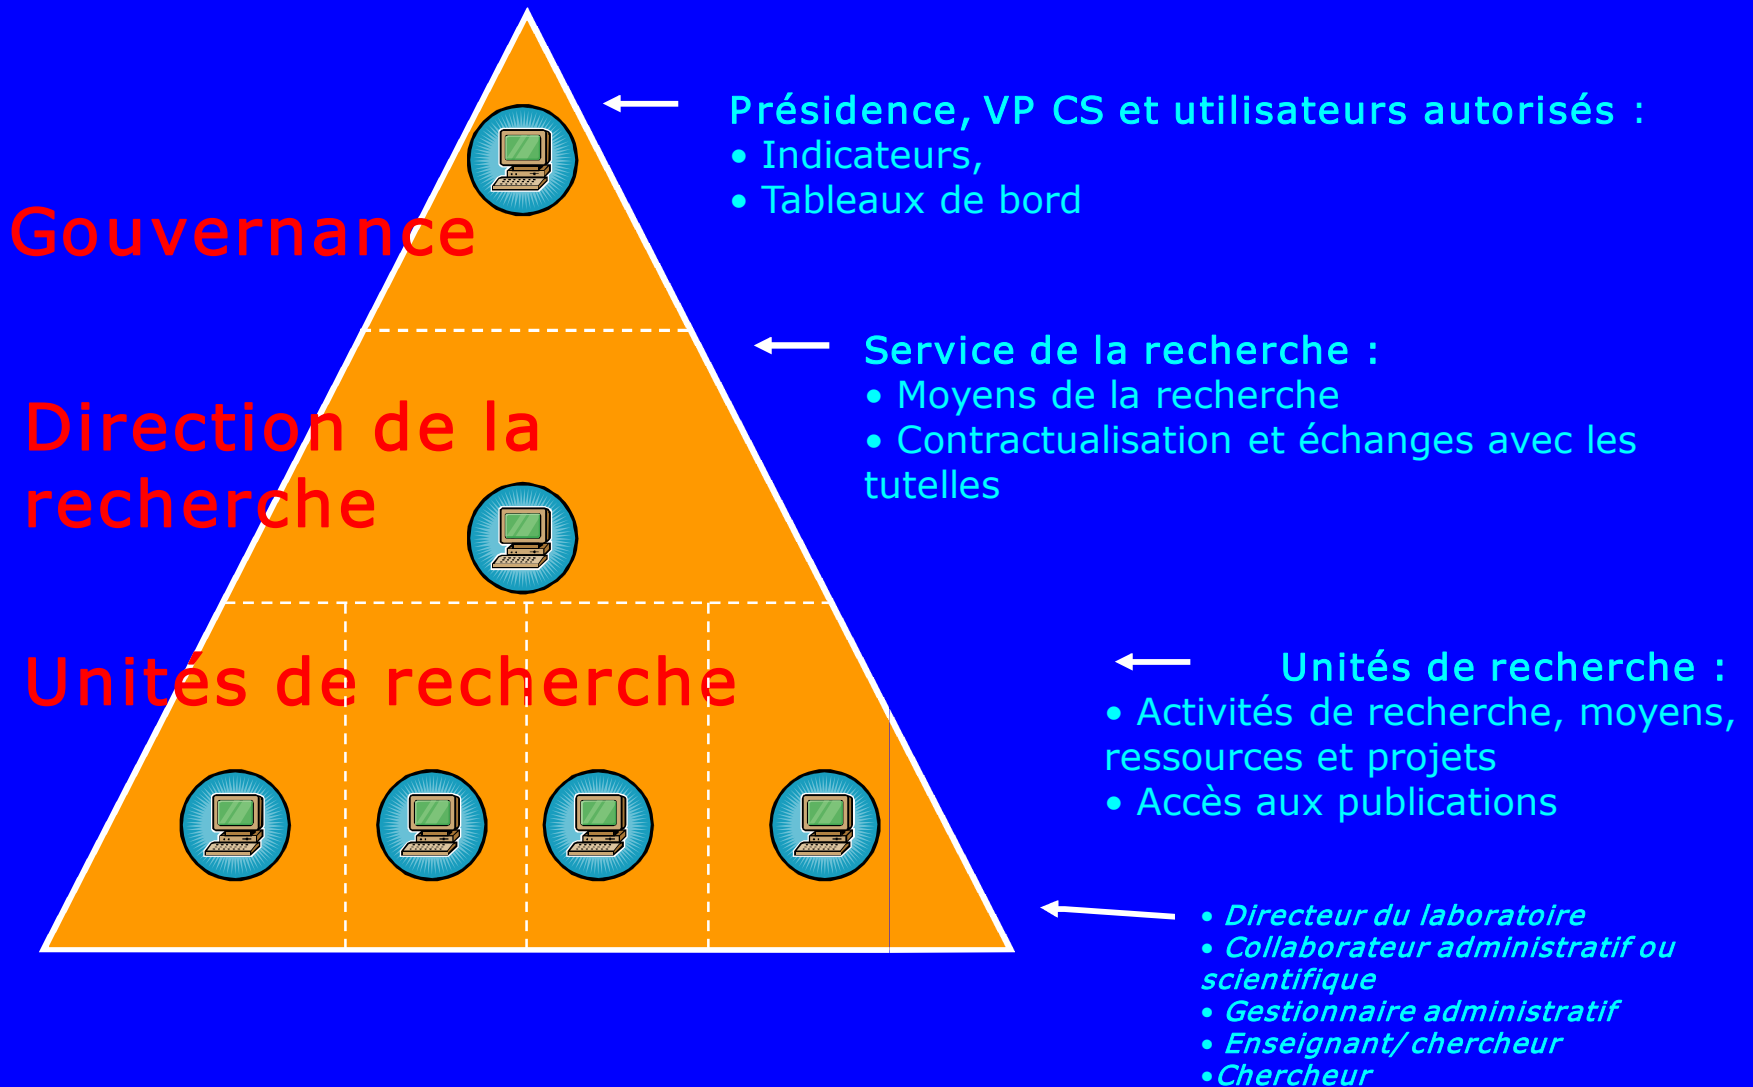 Présidence, VP CS et utilisateurs autorisés :
• Indicateurs,
• Tableaux de bord
Gouvernance
Service de la recherche :
• Moyens de la recherche
• Contractualisation et échanges avec les
tutelles
Direction de la
recherche
Unités de recherche
Unités de recherche :
• Activités de recherche, moyens,
ressources et projets
• Accès aux publications
• Directeur du laboratoire
• Collaborateur administratif ou
scientifique
• Gestionnaire administratif
• Enseignant/ chercheur
•Chercheur